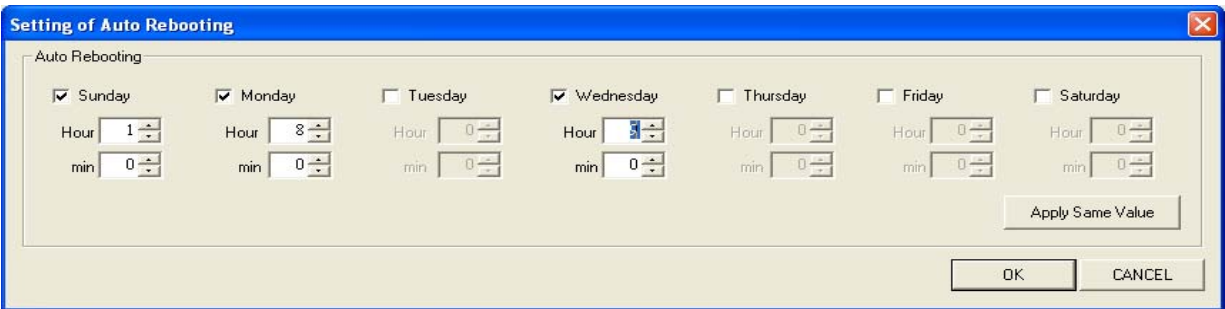 Setting of Auto Rebooting
Auto Rebooting
Sunday Monday Tuesday Wednesday Thursday Friday Saturday
Hour 1 Hour 8 Hour 0 Hour Hour 0 Hour 0 Hour 0
min 0 min 0 min 0 min 0 min 0 min 0 min 0
Apply Same Value
OK CANCEL